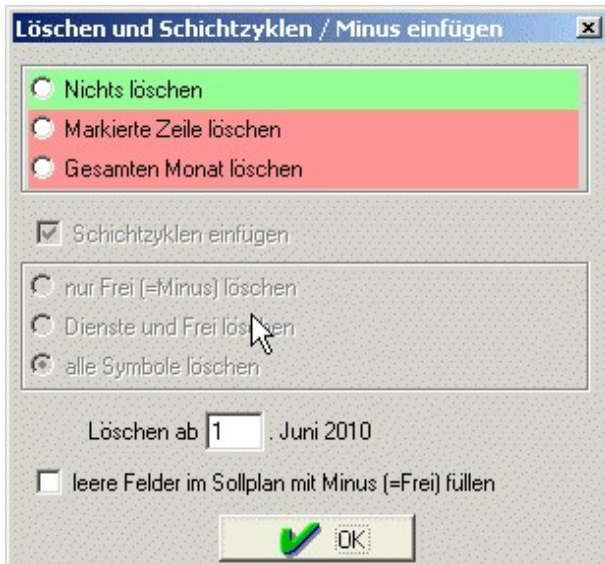 Löschen und Schichtzyklen / Minus einfügen
Nichts löschen
Markierte Zeile löschen
Gesamten Monat löschen
Schichtzyklen einfügen
nur Frei (=Minus) löschen
Dienste und Frei löschen
alle Symbole löschen
Löschen ab 1 . Juni 2010
leere Felder im Sollplan mit Minus (=Frei) füllen
OK